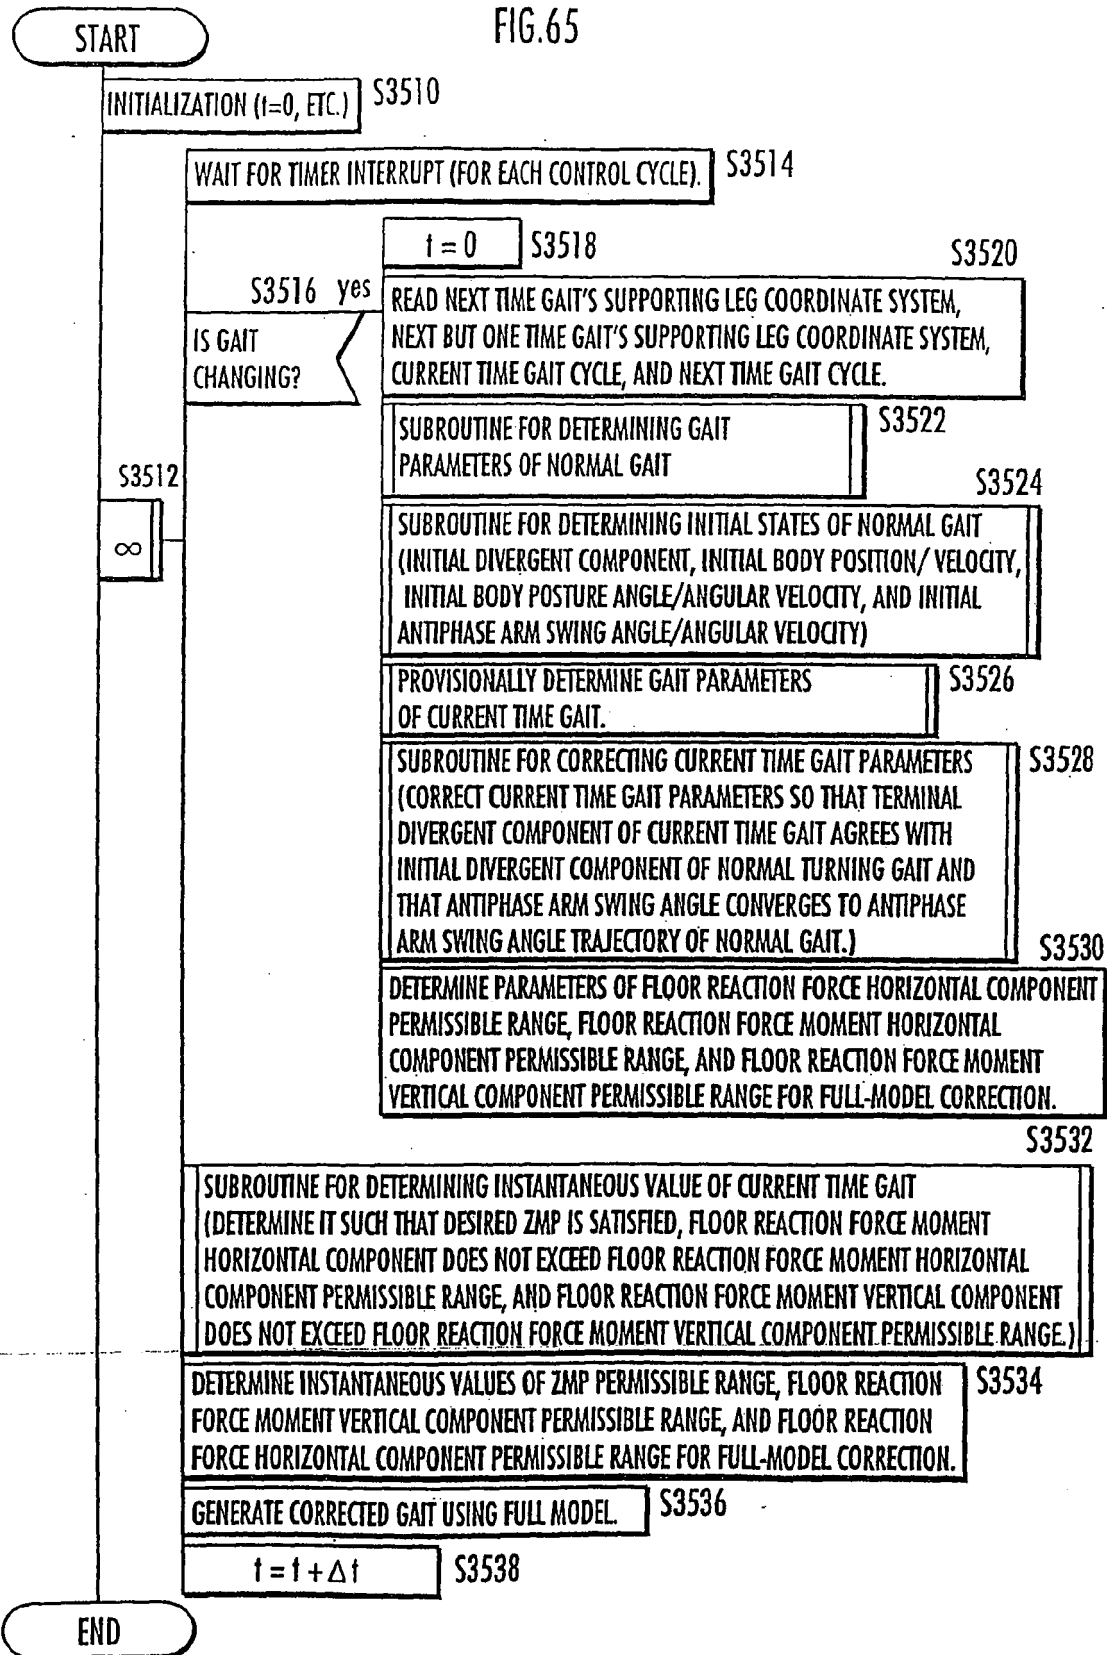 FIG.65
START
INITIALIZATION (t=0, ETC.) S3510
WAIT FOR TIMER INTERRUPT (FOR EACH CONTROL CYCLE). S3514
t = 0 S3518
S3520
S3516 yes
IS GAIT
CHANGING?
READ NEXT TIME GAIT'S SUPPORTING LEG COORDINATE SYSTEM,
NEXT BUT ONE TIME GAIT'S SUPPORTING LEG COORDINATE SYSTEM,
CURRENT TIME GAIT CYCLE, AND NEXT TIME GAIT CYCLE.
SUBROUTINE FOR DETERMINING GAIT
PARAMETERS OF NORMAL GAIT
S3522
S3512
∞
S3524
SUBROUTINE FOR DETERMINING INITIAL STATES OF NORMAL GAIT
(INITIAL DIVERGENT COMPONENT, INITIAL BODY POSITION/ VELOCITY,
INITIAL BODY POSTURE ANGLE/ANGULAR VELOCITY, AND INITIAL
ANTIPHASE ARM SWING ANGLE/ANGULAR VELOCITY)
PROVISIONALLY DETERMINE GAIT PARAMETERS
OF CURRENT TIME GAIT.
S3526
SUBROUTINE FOR CORRECTING CURRENT TIME GAIT PARAMETERS
(CORRECT CURRENT TIME GAIT PARAMETERS SO THAT TERMINAL
DIVERGENT COMPONENT OF CURRENT TIME GAIT AGREES WITH
INITIAL DIVERGENT COMPONENT OF NORMAL TURNING GAIT AND
THAT ANTIPHASE ARM SWING ANGLE CONVERGES TO ANTIPHASE
ARM SWING ANGLE TRAJECTORY OF NORMAL GAIT.)
S3528
S3530
DETERMINE PARAMETERS OF FLOOR REACTION FORCE HORIZONTAL COMPONENT
PERMISSIBLE RANGE, FLOOR REACTION FORCE MOMENT HORIZONTAL
COMPONENT PERMISSIBLE RANGE, AND FLOOR REACTION FORCE MOMENT
VERTICAL COMPONENT PERMISSIBLE RANGE FOR FULL-MODEL CORRECTION.
S3532
SUBROUTINE FOR DETERMINING INSTANTANEOUS VALUE OF CURRENT TIME GAIT
(DETERMINE IT SUCH THAT DESIRED ZMP IS SATISFIED, FLOOR REACTION FORCE MOMENT
HORIZONTAL COMPONENT DOES NOT EXCEED FLOOR REACTION FORCE MOMENT HORIZONTAL
COMPONENT PERMISSIBLE RANGE, AND FLOOR REACTION FORCE MOMENT VERTICAL COMPONENT
DOES NOT EXCEED FLOOR REACTION FORCE MOMENT VERTICAL COMPONENT PERMISSIBLE RANGE.)
DETERMINE INSTANTANEOUS VALUES OF ZMP PERMISSIBLE RANGE, FLOOR REACTION
FORCE MOMENT VERTICAL COMPONENT PERMISSIBLE RANGE, AND FLOOR REACTION
FORCE HORIZONTAL COMPONENT PERMISSIBLE RANGE FOR FULL-MODEL CORRECTION.
S3534
GENERATE CORRECTED GAIT USING FULL MODEL. S3536
t = t + Δt S3538
END